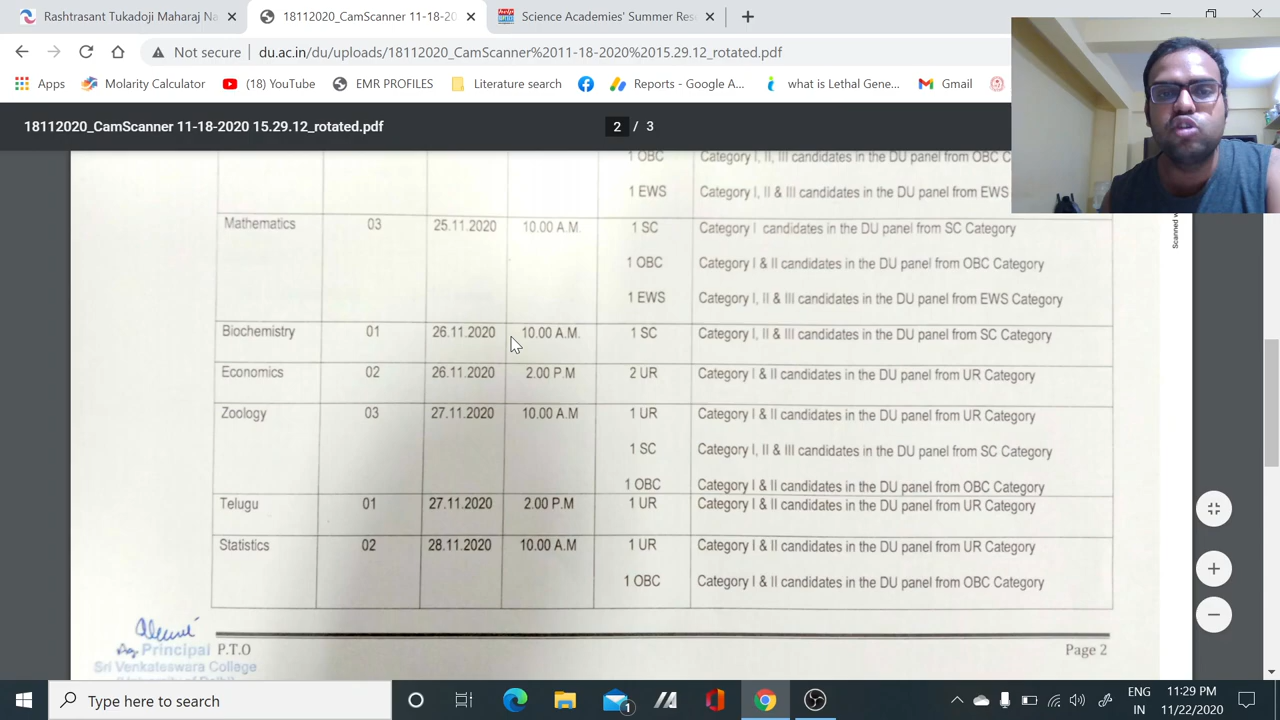 Rashtrasant Tukadoji Maharaj Na
18112020_CamScanner 11-18-20
Science Academies' Summer Res
Not secure
du.ac.in/du/uploads/18112020_CamScanner%2011-18-2020%2015.29.12_rotated.pdf
Apps
Molarity Calculator
(18) YouTube
EMR PROFILES
Literature search
Reports - Google A...
what is Lethal Gene...
Gmail
18112020_CamScanner 11-18-2020 15.29.12_rotated.pdf
2 / 3
1 OBC Category I, II, III candidates in the DU panel from OBC C
1 EWS Category I, II & III candidates in the DU panel from EWS
Scanned w
Mathematics 03 25.11.2020 10.00 A.M. 1 SC Category I candidates in the DU panel from SC Category
1 OBC Category I & II candidates in the DU panel from OBC Category
1 EWS Category I, II & III candidates in the DU panel from EWS Category
Biochemistry 01 26.11.2020 10.00 A.M. 1 SC Category I, II & III candidates in the DU panel from SC Category
Economics 02 26.11.2020 2.00 P.M 2 UR Category I & II candidates in the DU panel from UR Category
Zoology 03 27.11.2020 10.00 A.M 1 UR Category I & II candidates in the DU panel from UR Category
1 SC Category I, II & III candidates in the DU panel from SC Category
1 OBC Category I & II candidates in the DU panel from OBC Category
Telugu 01 27.11.2020 2.00 P.M 1 UR Category I & II candidates in the DU panel from UR Category
Statistics 02 28.11.2020 10.00 A.M 1 UR Category I & II candidates in the DU panel from UR Category
1 OBC Category I & II candidates in the DU panel from OBC Category
Principal P.T.O Page 2
Sri Venkateswara College
Type here to search
1
ENG 11:29 PM
IN 11/22/2020